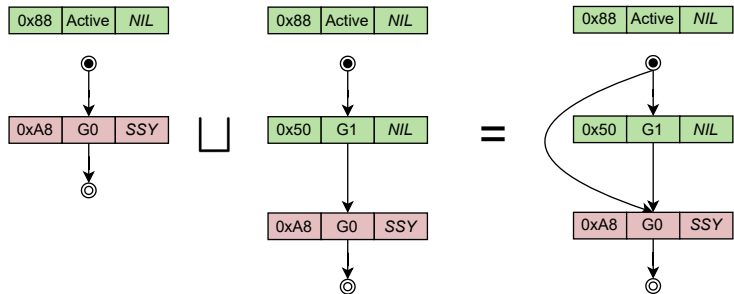 0x88 Active NIL 0x88 Active NIL 0x88 Active NIL
0xA8 G0 SSY ⊔ 0x50 G1 NIL = 0x50 G1 NIL
0xA8 G0 SSY 0xA8 G0 SSY